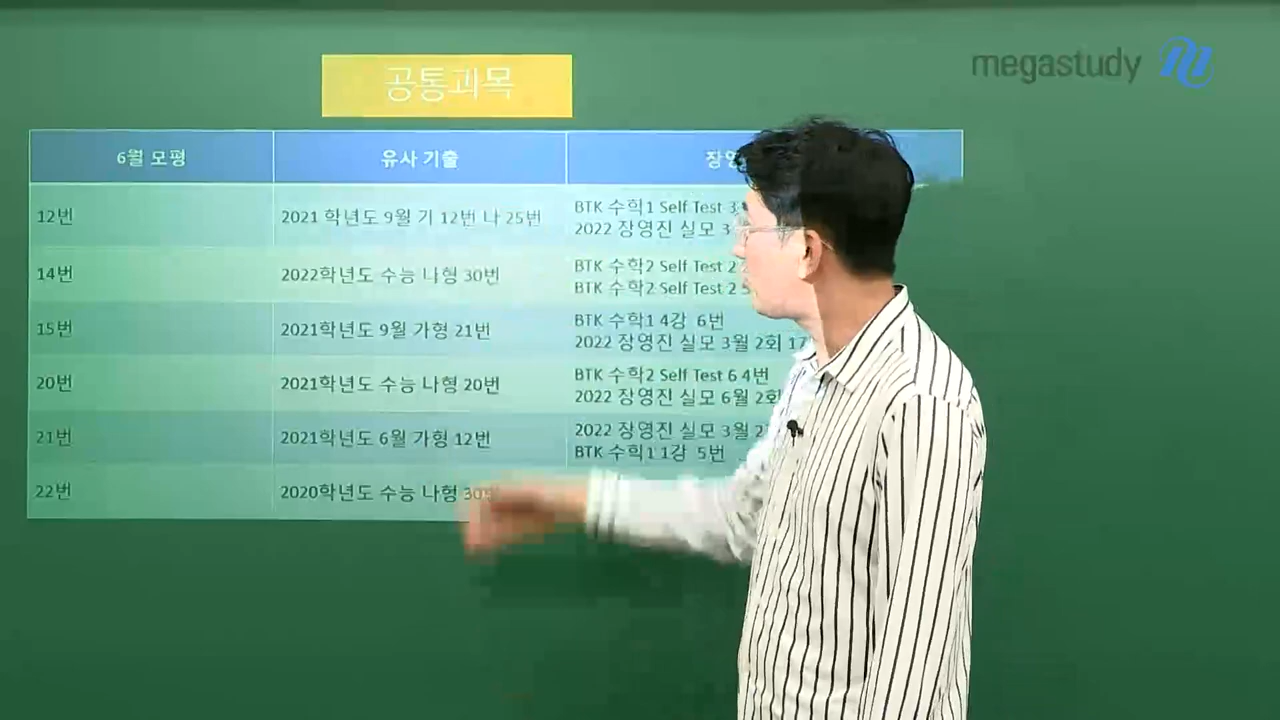 megastudy
공통과목
6월 모평 유사 기출
12번 2021 학년도 9월 기 12번 나 25번 BTK 수학1 Self Test 3
2022 장영진 실모
14번 2022학년도 수능 나형 30번 BTK 수학2 Self Test 2
BTK 수학2 Self Test 2
15번 2021학년도 9월 가형 21번 BTK 수학1 4강 6번
2022 장영진 실모 3월 2회 17
20번 2021학년도 수능 나형 20번 BTK 수학2 Self Test 6 4번
2022 장영진 실모 6월 2회
21번 2021학년도 6월 가형 12번 2022 장영진 실모 3월
BTK 수학1 1강 5번
22번 2020학년도 수능 나형